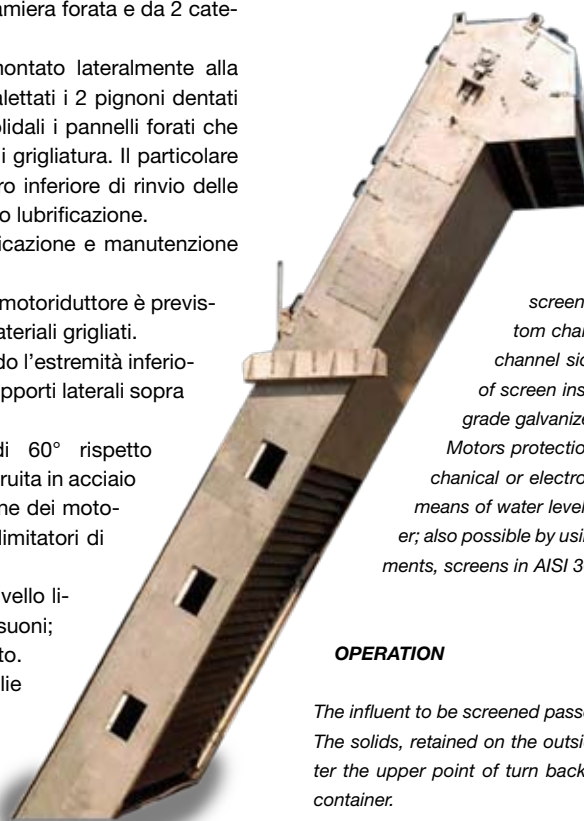 amiera forata e da 2 cate-
ontato lateralmente alla
alettati i 2 pignoni dentati
olidali i pannelli forati che
i grigliatura. Il particolare
ro inferiore di rinvio delle
o lubrificazione.
icazione e manutenzione
motoriduttore è previs-
ateriali grigliati.
do l'estremità inferio-
pporti laterali sopra
di 60° rispetto
ruita in acciaio
ne dei moto-
limitatori di
vello li-
suoni;
to.
lie
screen
tom chan
channel sid
of screen ins
grade galvanize
Motors protectio
chanical or electro
means of water level
er; also possible by usin
ments, screens in AISI 3
OPERATION
The influent to be screened passe
The solids, retained on the outsi
ter the upper point of turn back
container.